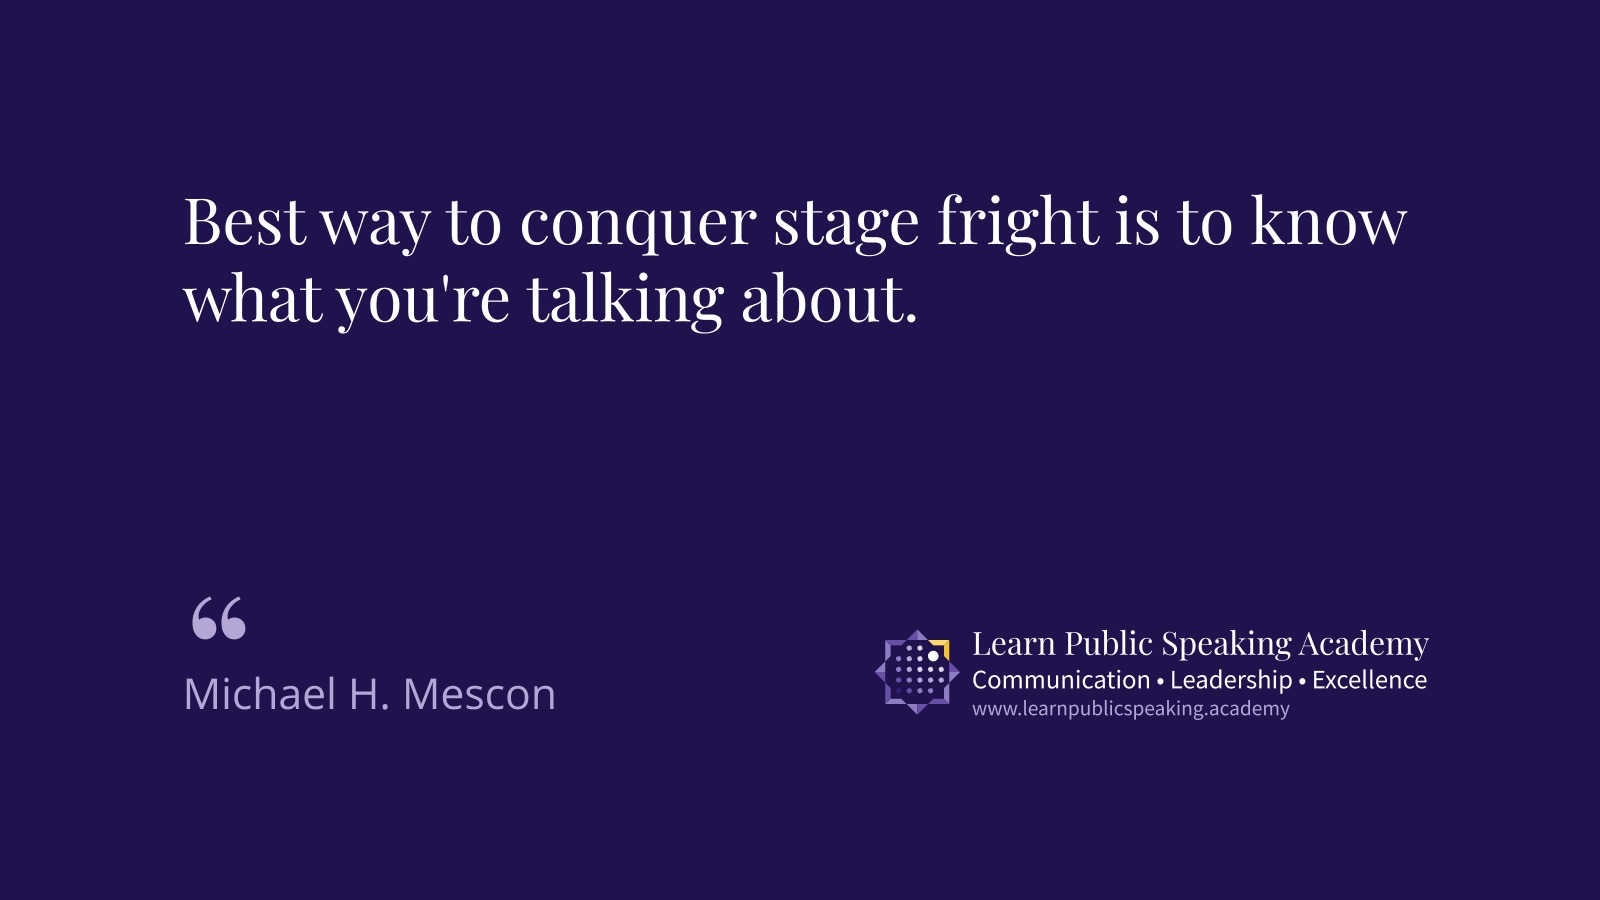 Best way to conquer stage fright is to know
what you're talking about.
“
Michael H. Mescon
Learn Public Speaking Academy
Communication • Leadership • Excellence
www.learnpublicspeaking.academy